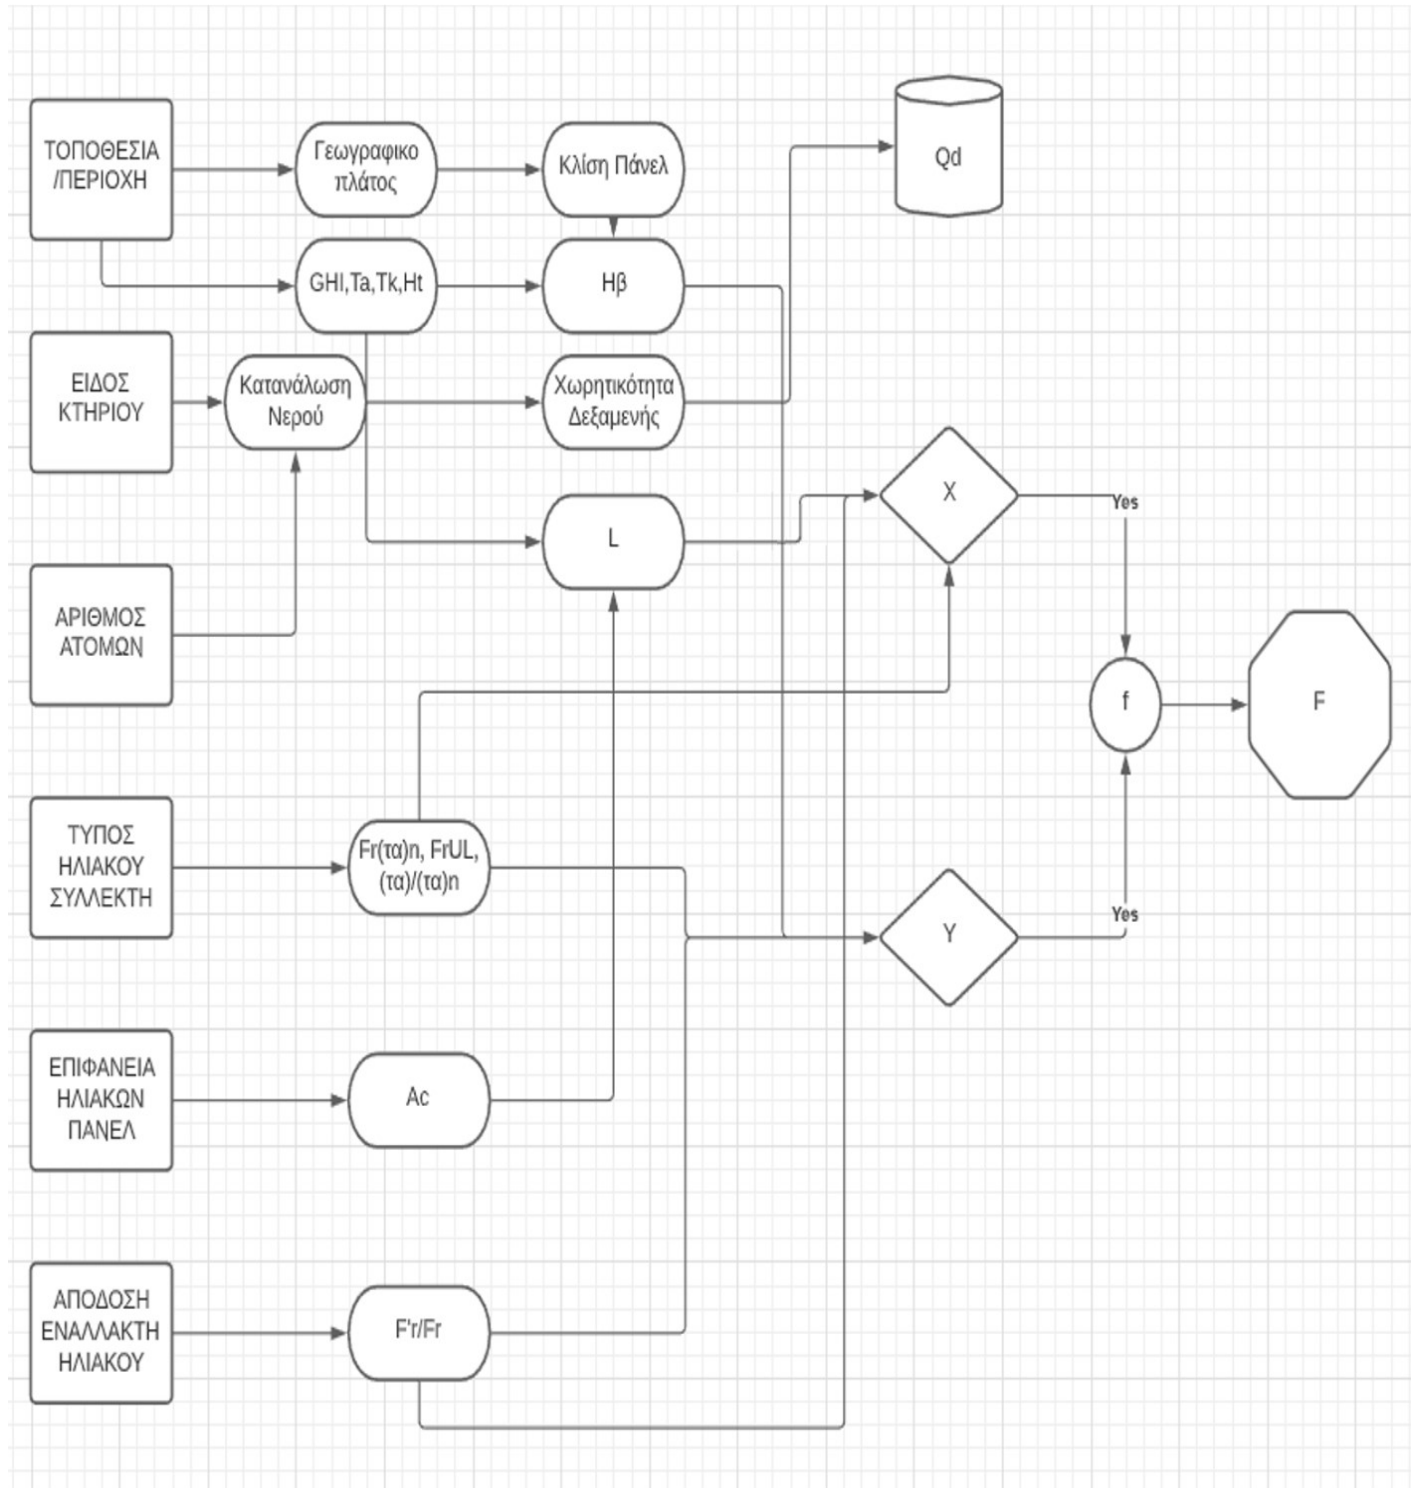 ΤΟΠΟΘΕΣΙΑ
/ΠΕΡΙΟΧΗ
Γεωγραφικο
πλάτος
Κλίση Πάνελ
Qd
GHI,Ta,Tk,Ht
Ηβ
ΕΙΔΟΣ
ΚΤΗΡΙΟΥ
Κατανάλωση
Νερού
Χωρητικότητα
Δεξαμενής
X
Yes
L
ΑΡΙΘΜΟΣ
ΑΤΟΜΩΝ
f
F
ΤΥΠΟΣ
ΗΛΙΑΚΟΥ
ΣΥΛΛΕΚΤΗ
Fr(τα)n, FrUL,
(τα)/(τα)n
Yes
Y
ΕΠΙΦΑΝΕΙΑ
ΗΛΙΑΚΩΝ
ΠΑΝΕΛ
Ac
ΑΠΟΔΟΣΗ
ΕΝΑΛΛΑΚΤΗ
ΗΛΙΑΚΟΥ
F'r/Fr